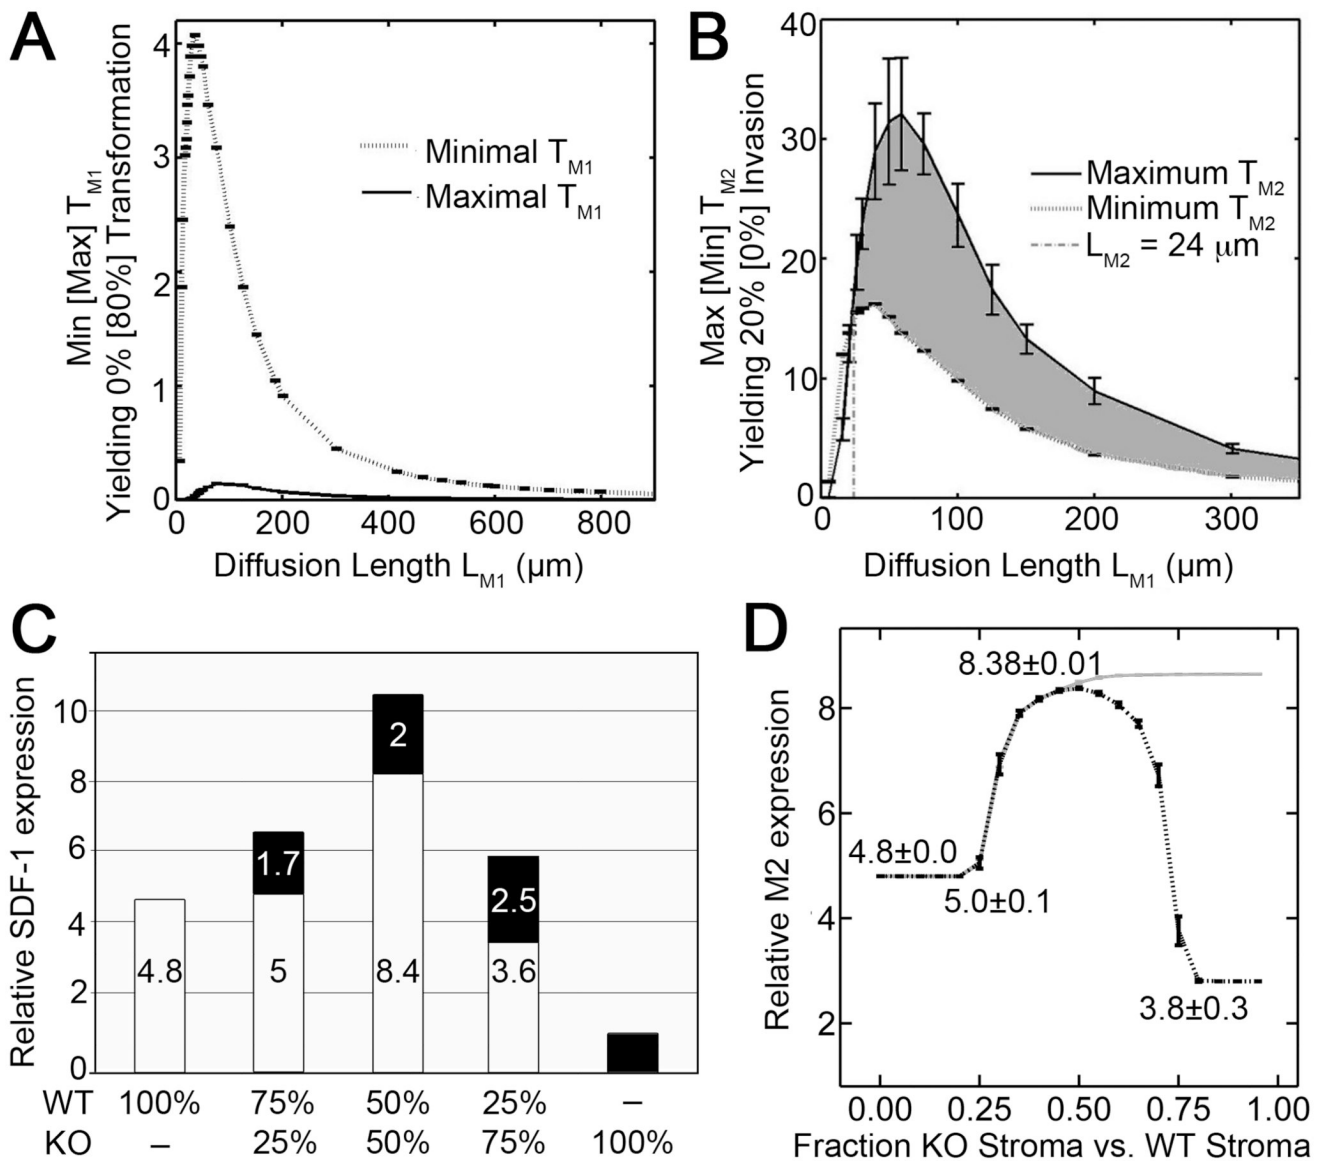 A
Min [Max] T_M1
Yielding 0% [80%] Transformation
4
3
2
1
0
Minimal T_M1
Maximal T_M1
0 200 400 600 800
Diffusion Length L_M1 (μm)
B
Max [Min] T_M2
Yielding 20% [0%] Invasion
40
30
20
10
0
Maximum T_M2
Minimum T_M2
L_M2 = 24 μm
0 100 200 300
Diffusion Length L_M1 (μm)
C
Relative SDF-1 expression
10
8
6
4
2
0
2
1.7
2.5
4.8 5 8.4 3.6
WT 100% 75% 50% 25% –
KO – 25% 50% 75% 100%
D
Relative M2 expression
8
6
4
2
8.38±0.01
4.8±0.0
5.0±0.1
3.8±0.3
0.00 0.25 0.50 0.75 1.00
Fraction KO Stroma vs. WT Stroma